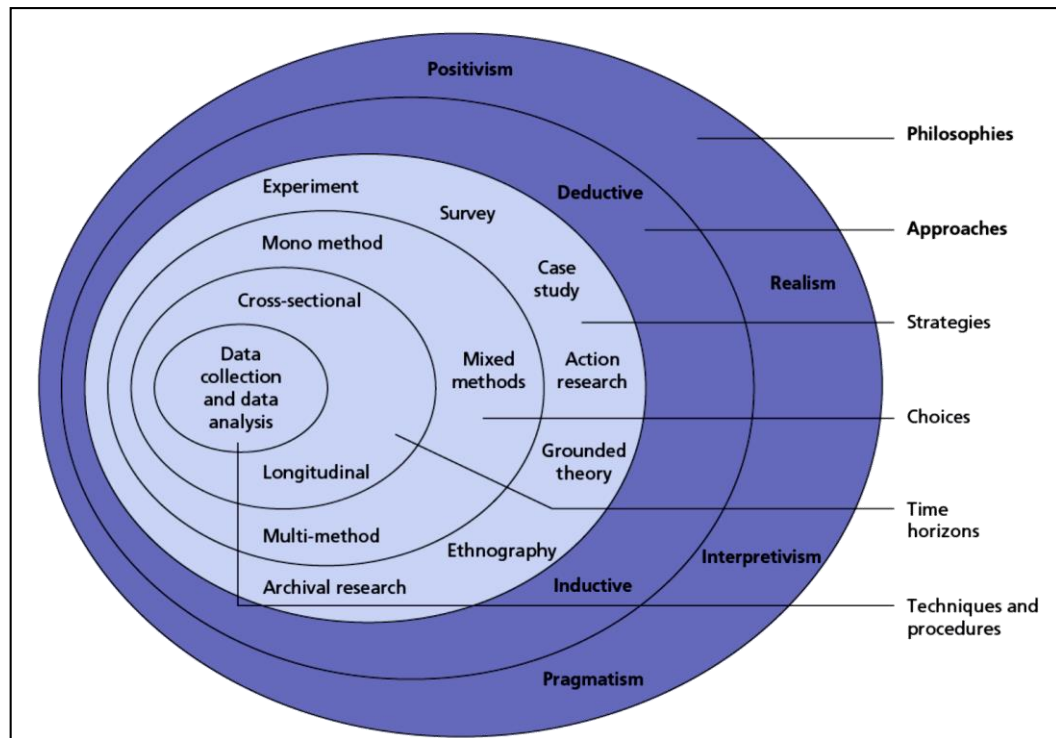 Positivism
Philosophies
Experiment
Deductive
Survey
Approaches
Mono method
Case
study
Realism
Cross-sectional
Strategies
Data
collection
and data
analysis
Mixed
methods
Action
research
Choices
Longitudinal
Grounded
theory
Time
horizons
Multi-method
Ethnography
Interpretivism
Archival research
Inductive
Techniques and
procedures
Pragmatism